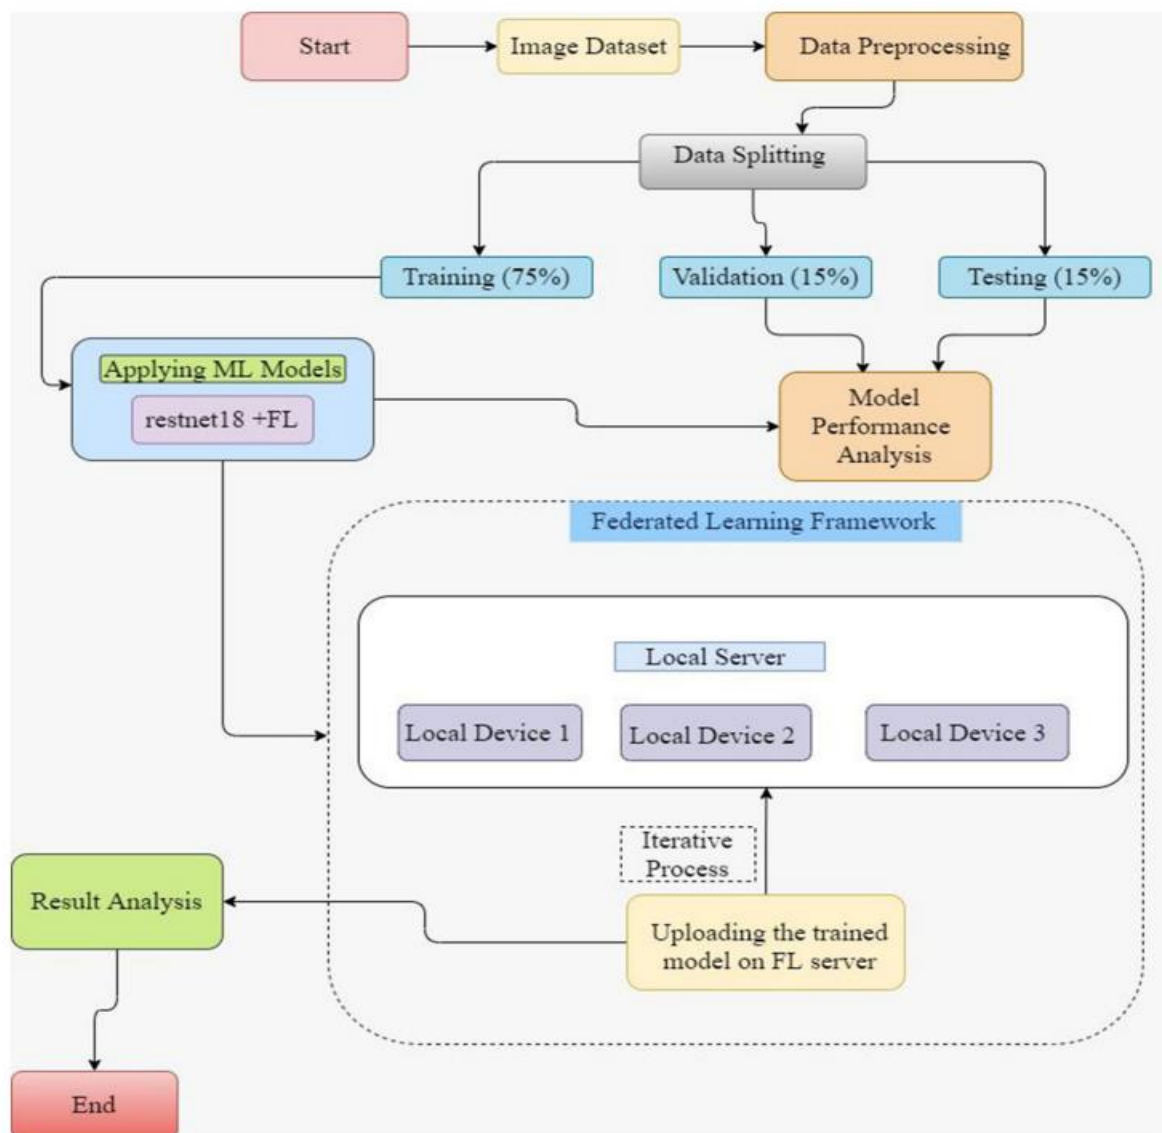 Start
Image Dataset
Data Preprocessing
Data Splitting
Training (75%)
Validation (15%)
Testing (15%)
Applying ML Models
restnet18 +FL
Model
Performance
Analysis
Federated Learning Framework
Local Server
Local Device 1
Local Device 2
Local Device 3
Iterative
Process
Uploading the trained
model on FL server
Result Analysis
End